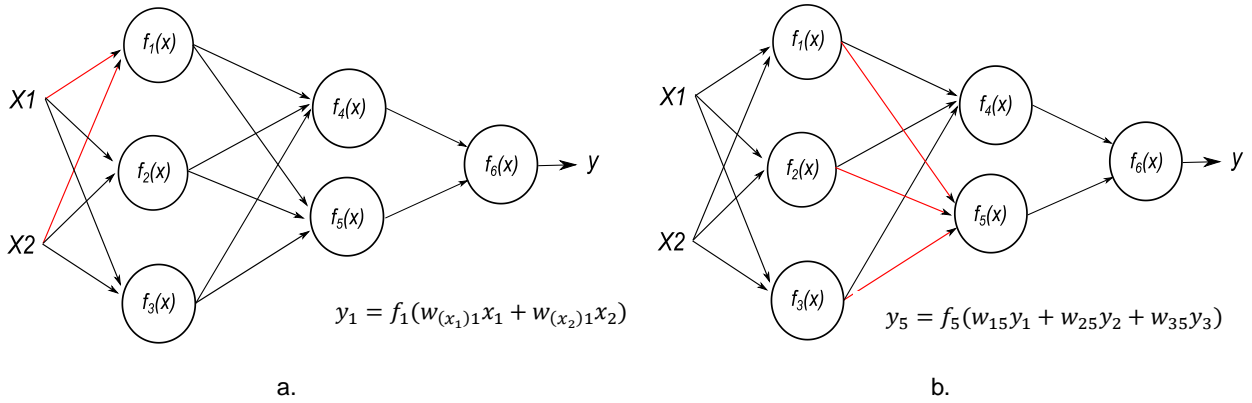 f₁(x)
X1
f₄(x)
f₂(x)
f₆(x)
y
f₅(x)
X2
f₃(x)
y₁ = f₁(w₍ₓ₁₎₁x₁ + w₍ₓ₂₎₁x₂)
a.
f₁(x)
X1
f₄(x)
f₂(x)
f₆(x)
y
f₅(x)
X2
f₃(x)
y₅ = f₅(w₁₅y₁ + w₂₅y₂ + w₃₅y₃)
b.